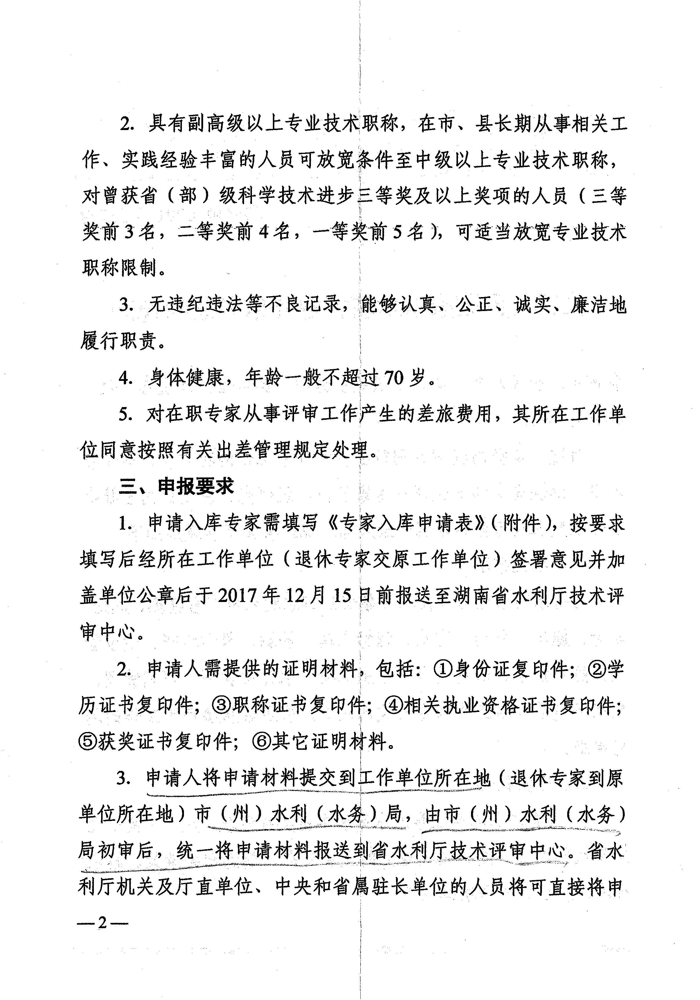 2. 具有副高级以上专业技术职称，在市、县长期从事相关工
作、实践经验丰富的人员可放宽条件至中级以上专业技术职称，
对曾获省（部）级科学技术进步三等奖及以上奖项的人员（三等
奖前3名，二等奖前4名，一等奖前5名），可适当放宽专业技术
职称限制。
3. 无违纪违法等不良记录，能够认真、公正、诚实、廉洁地
履行职责。
4. 身体健康，年龄一般不超过70岁。
5. 对在职专家从事评审工作产生的差旅费用，其所在工作单
位同意按照有关出差管理规定处理。
三、申报要求
1. 申请入库专家需填写《专家入库申请表》（附件），按要求
填写后经所在工作单位（退休专家交原工作单位）签署意见并加
盖单位公章后于2017年12月15日前报送至湖南省水利厅技术评
审中心。
2. 申请人需提供的证明材料，包括：①身份证复印件；②学
历证书复印件；③职称证书复印件；④相关执业资格证书复印件；
⑤获奖证书复印件；⑥其它证明材料。
3. 申请人将申请材料提交到工作单位所在地（退休专家到原
单位所在地）市（州）水利（水务）局，由市（州）水利（水务）
局初审后，统一将申请材料报送到省水利厅技术评审中心。省水
利厅机关及厅直单位、中央和省属驻长单位的人员将可直接将申
—2—